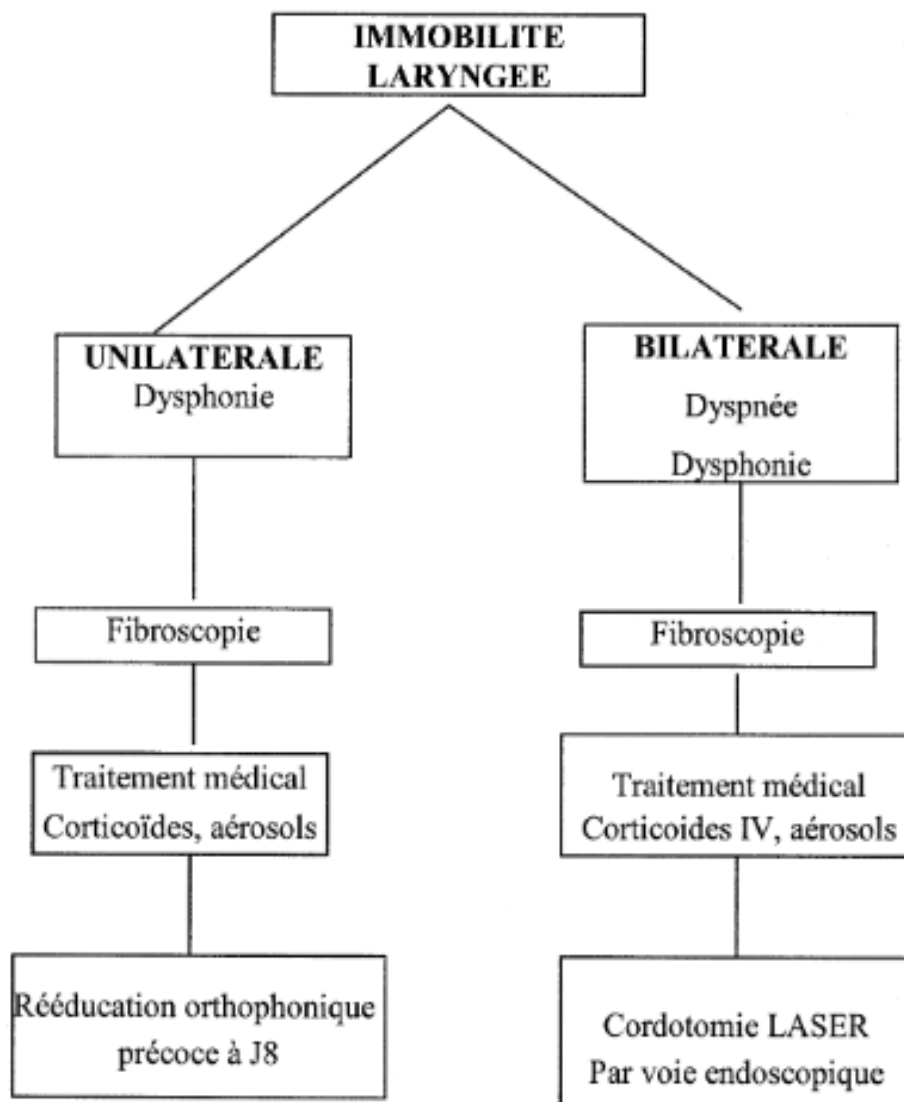 IMMOBILITE
LARYNGEE
UNILATERALE
Dysphonie
BILATERALE
Dyspnée
Dysphonie
Fibroscopie
Fibroscopie
Traitement médical
Corticoïdes, aérosols
Traitement médical
Corticoides IV, aérosols
Rééducation orthophonique
précoce à J8
Cordotomie LASER
Par voie endoscopique